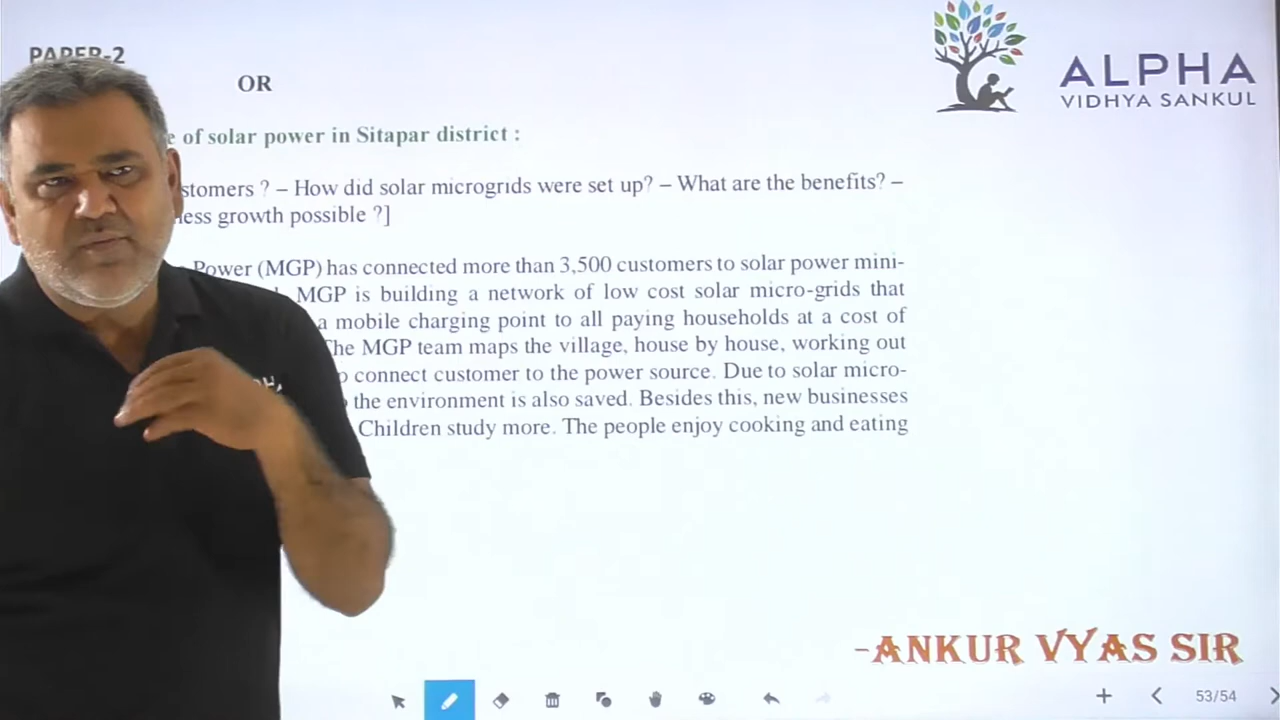 PAPER-2
OR
ALPHA
VIDHYA SANKUL
of solar power in Sitapar district :
? – How did solar microgrids were set up? – What are the benefits? –
growth possible ?]
Power (MGP) has connected more than 3,500 customers to solar power mini-
MGP is building a network of low cost solar micro-grids that
a mobile charging point to all paying households at a cost of
The MGP team maps the village, house by house, working out
connect customer to the power source. Due to solar micro-
the environment is also saved. Besides this, new businesses
Children study more. The people enjoy cooking and eating
-ANKUR VYAS SIR
53/54